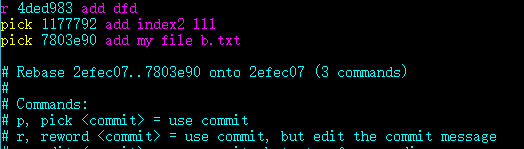 r 4ded983 add dfd
pick 1177792 add index2 111
pick 7803e90 add my file b.txt

# Rebase 2efec07..7803e90 onto 2efec07 (3 commands)
#
# Commands:
# p, pick <commit> = use commit
# r, reword <commit> = use commit, but edit the commit message